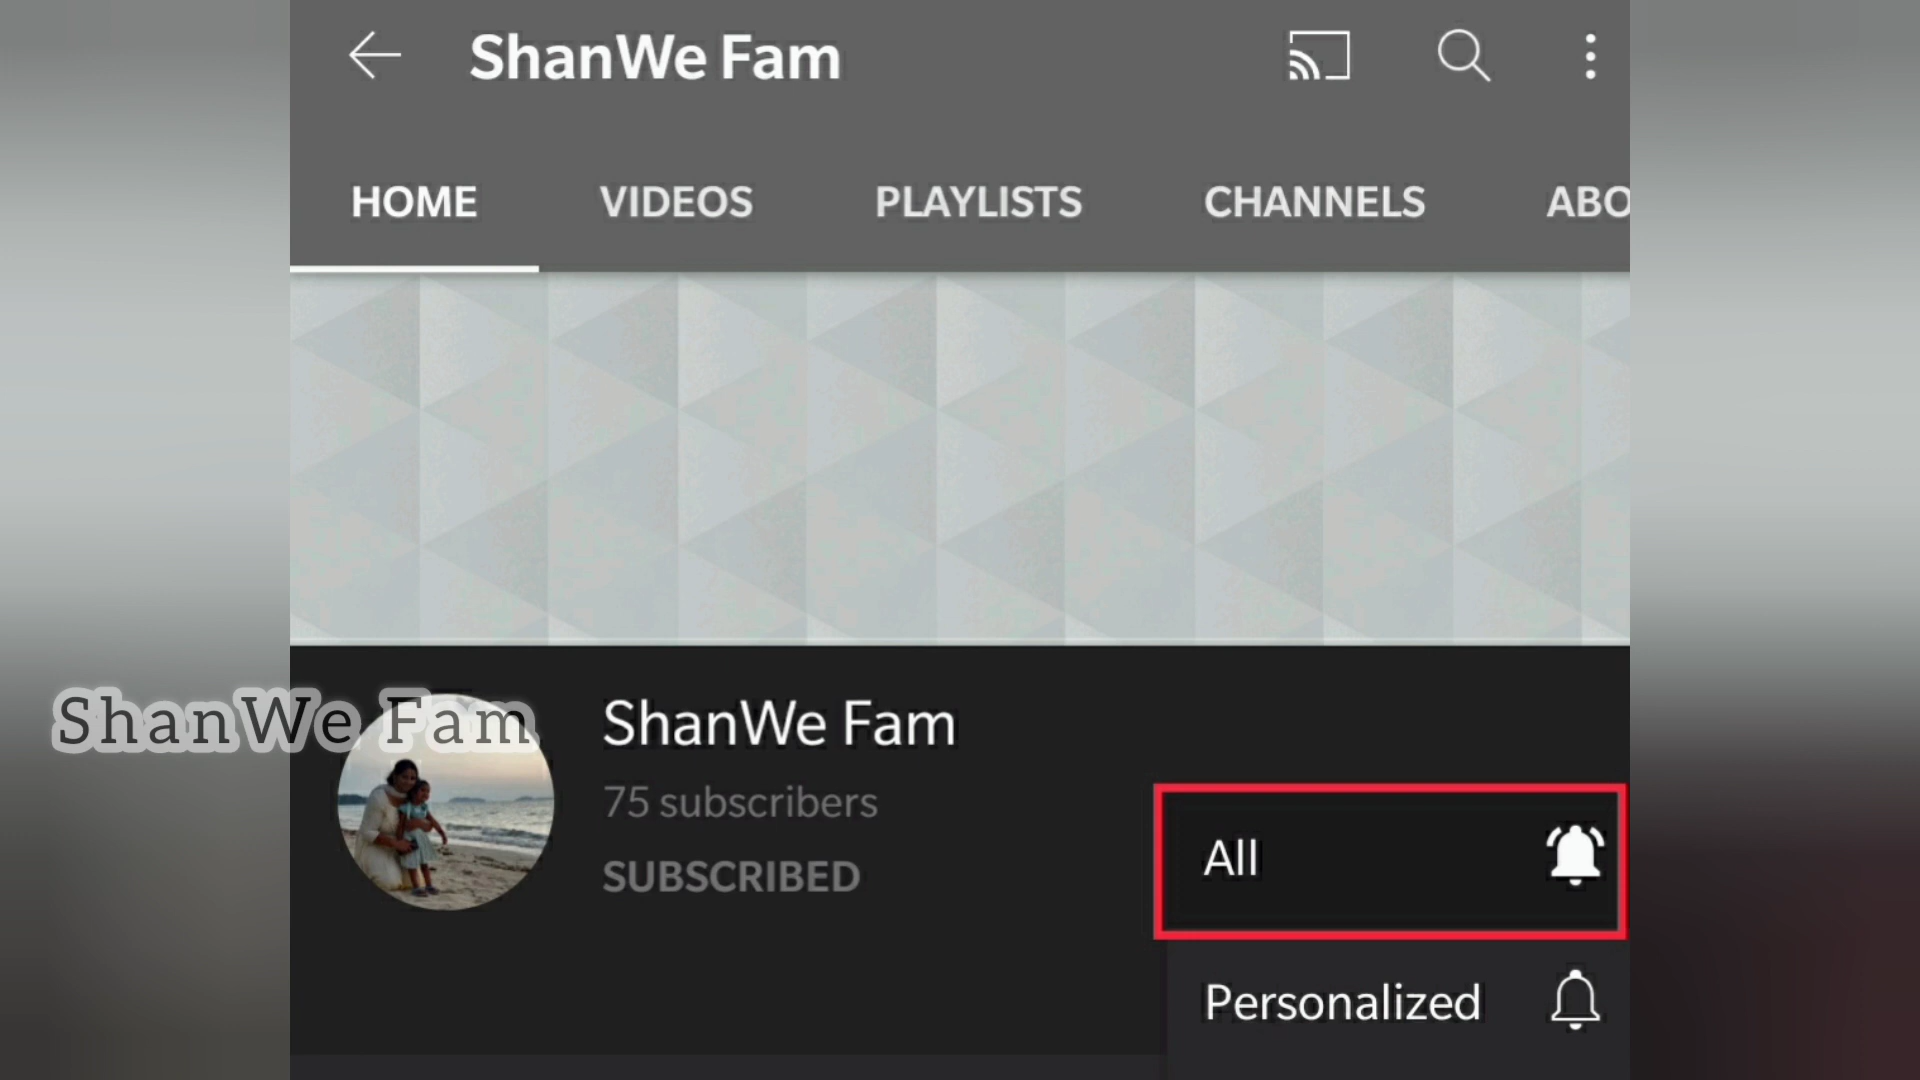 ShanWe Fam
HOME VIDEOS PLAYLISTS CHANNELS ABO
ShanWe Fam
ShanWe Fam
75 subscribers
SUBSCRIBED
All
Personalized